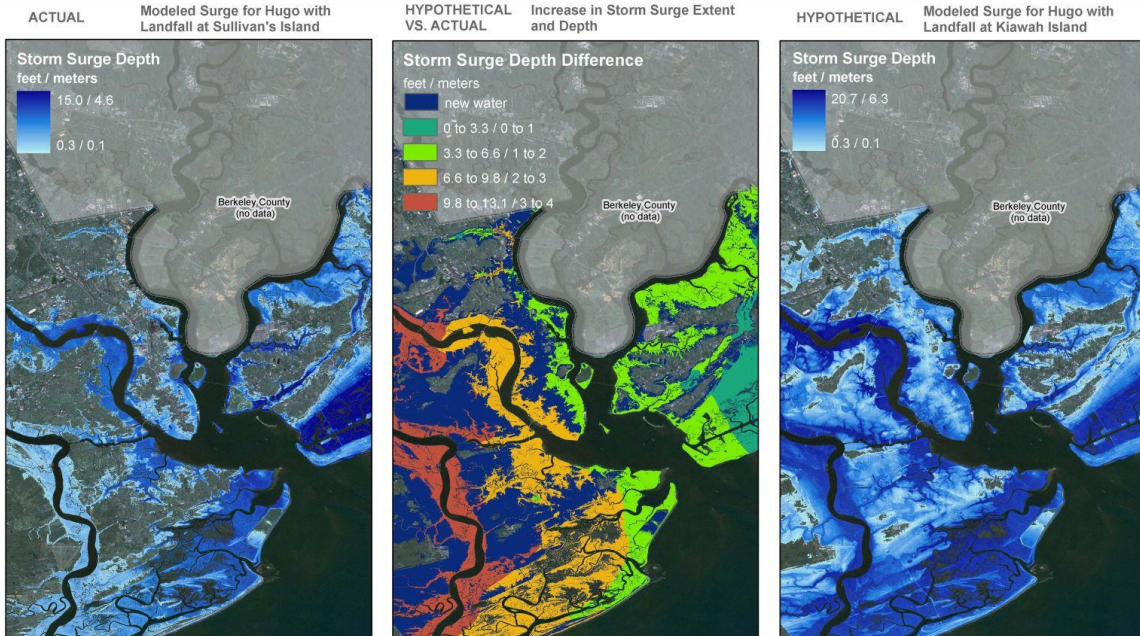 ACTUAL
Modeled Surge for Hugo with
Landfall at Sullivan's Island
Storm Surge Depth
feet / meters
15.0 / 4.6
0.3 / 0.1
Berkeley County
(no data)
HYPOTHETICAL
VS. ACTUAL
Increase in Storm Surge Extent
and Depth
Storm Surge Depth Difference
feet / meters
new water
0 to 3.3 / 0 to 1
3.3 to 6.6 / 1 to 2
6.6 to 9.8 / 2 to 3
9.8 to 13.1 / 3 to 4
Berkeley County
(no data)
HYPOTHETICAL
Modeled Surge for Hugo with
Landfall at Kiawah Island
Storm Surge Depth
feet / meters
20.7 / 6.3
0.3 / 0.1
Berkeley County
(no data)